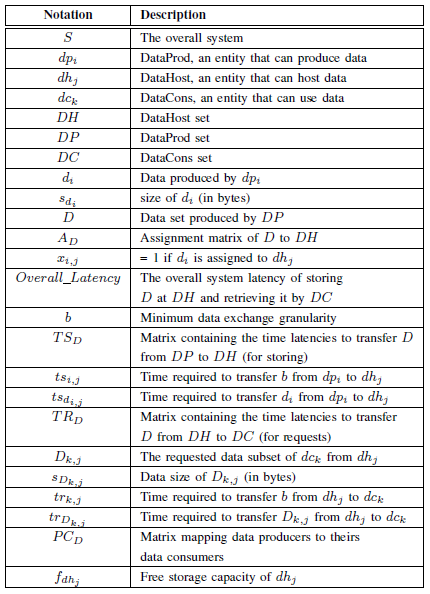 Notation Description
S The overall system
dp_i DataProd, an entity that can produce data
dh_j DataHost, an entity that can host data
dc_k DataCons, an entity that can use data
DH DataHost set
DP DataProd set
DC DataCons set
d_i Data produced by dp_i
s_{d_i} size of d_i (in bytes)
D Data set produced by DP
A_D Assignment matrix of D to DH
x_{i,j} = 1 if d_i is assigned to dh_j
Overall_Latency The overall system latency of storing
D at DH and retrieving it by DC
b Minimum data exchange granularity
TS_D Matrix containing the time latencies to transfer D
from DP to DH (for storing)
ts_{i,j} Time required to transfer b from dp_i to dh_j
ts_{d_{i,j}} Time required to transfer d_i from dp_i to dh_j
TR_D Matrix containing the time latencies to transfer
D from DH to DC (for requests)
D_{k,j} The requested data subset of dc_k from dh_j
s_{D_{k,j}} Data size of D_{k,j} (in bytes)
tr_{k,j} Time required to transfer b from dh_j to dc_k
tr_{D_{k,j}} Time required to transfer D_{k,j} from dh_j to dc_k
PC_D Matrix mapping data producers to theirs
data consumers
f_{dh_j} Free storage capacity of dh_j